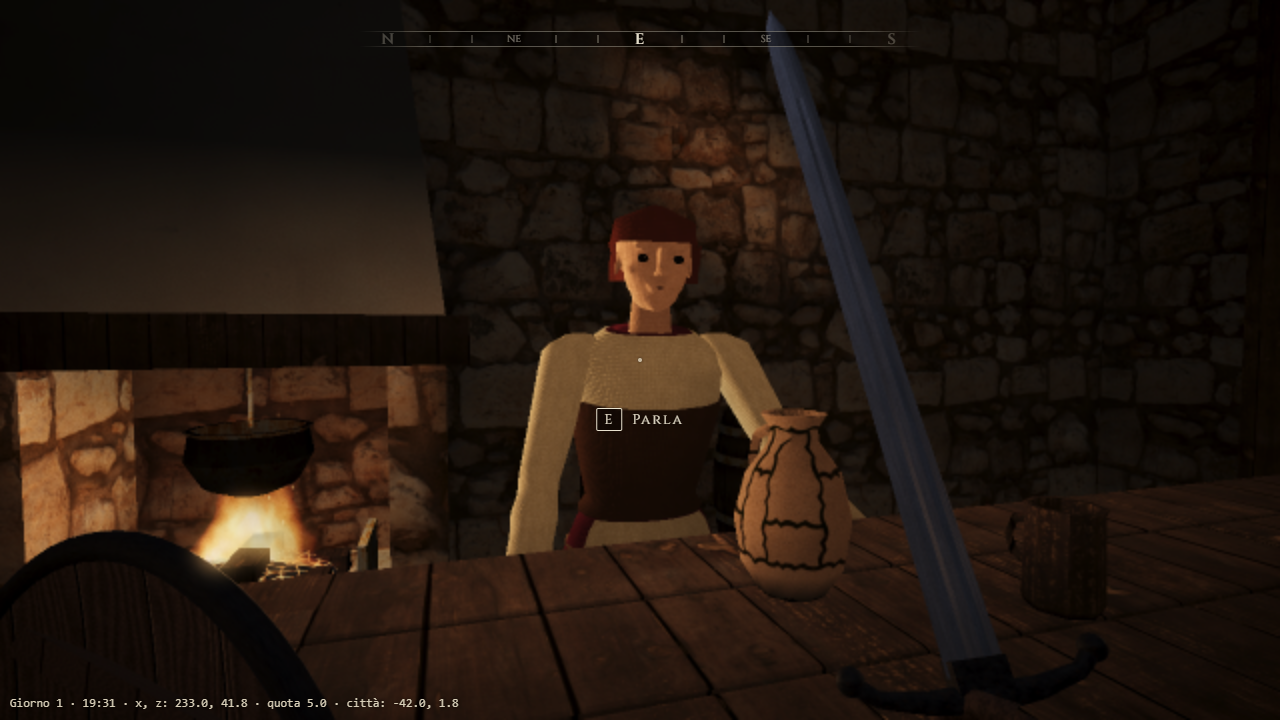 N NE E SE S
E PARLA
Giorno 1 · 19:31 · x, z: 233.0, 41.8 · quota 5.0 · città: -42.0, 1.8